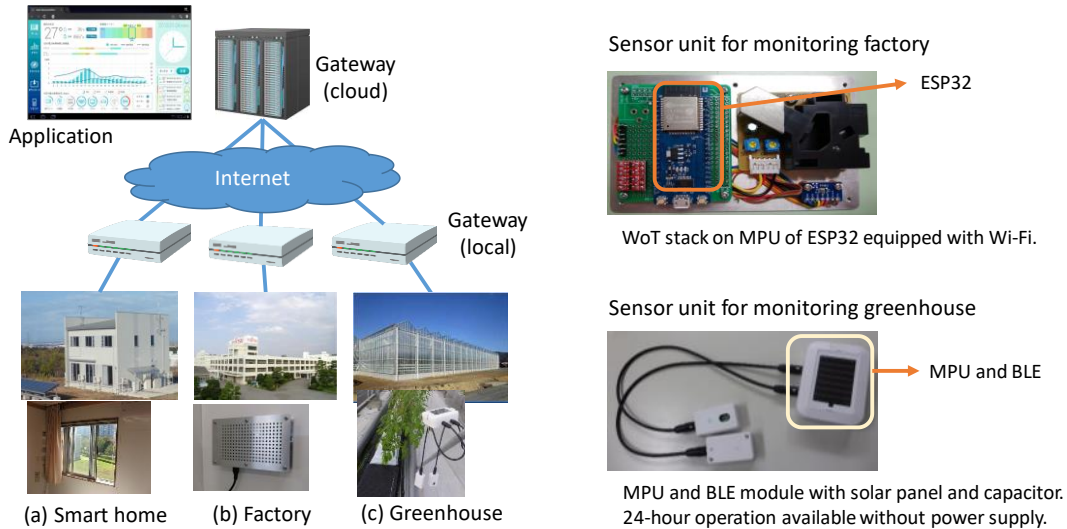 Application
Gateway
(cloud)
Internet
Gateway
(local)
(a) Smart home
(b) Factory
(c) Greenhouse
Sensor unit for monitoring factory
ESP32
WoT stack on MPU of ESP32 equipped with Wi-Fi.
Sensor unit for monitoring greenhouse
MPU and BLE
MPU and BLE module with solar panel and capacitor.
24-hour operation available without power supply.